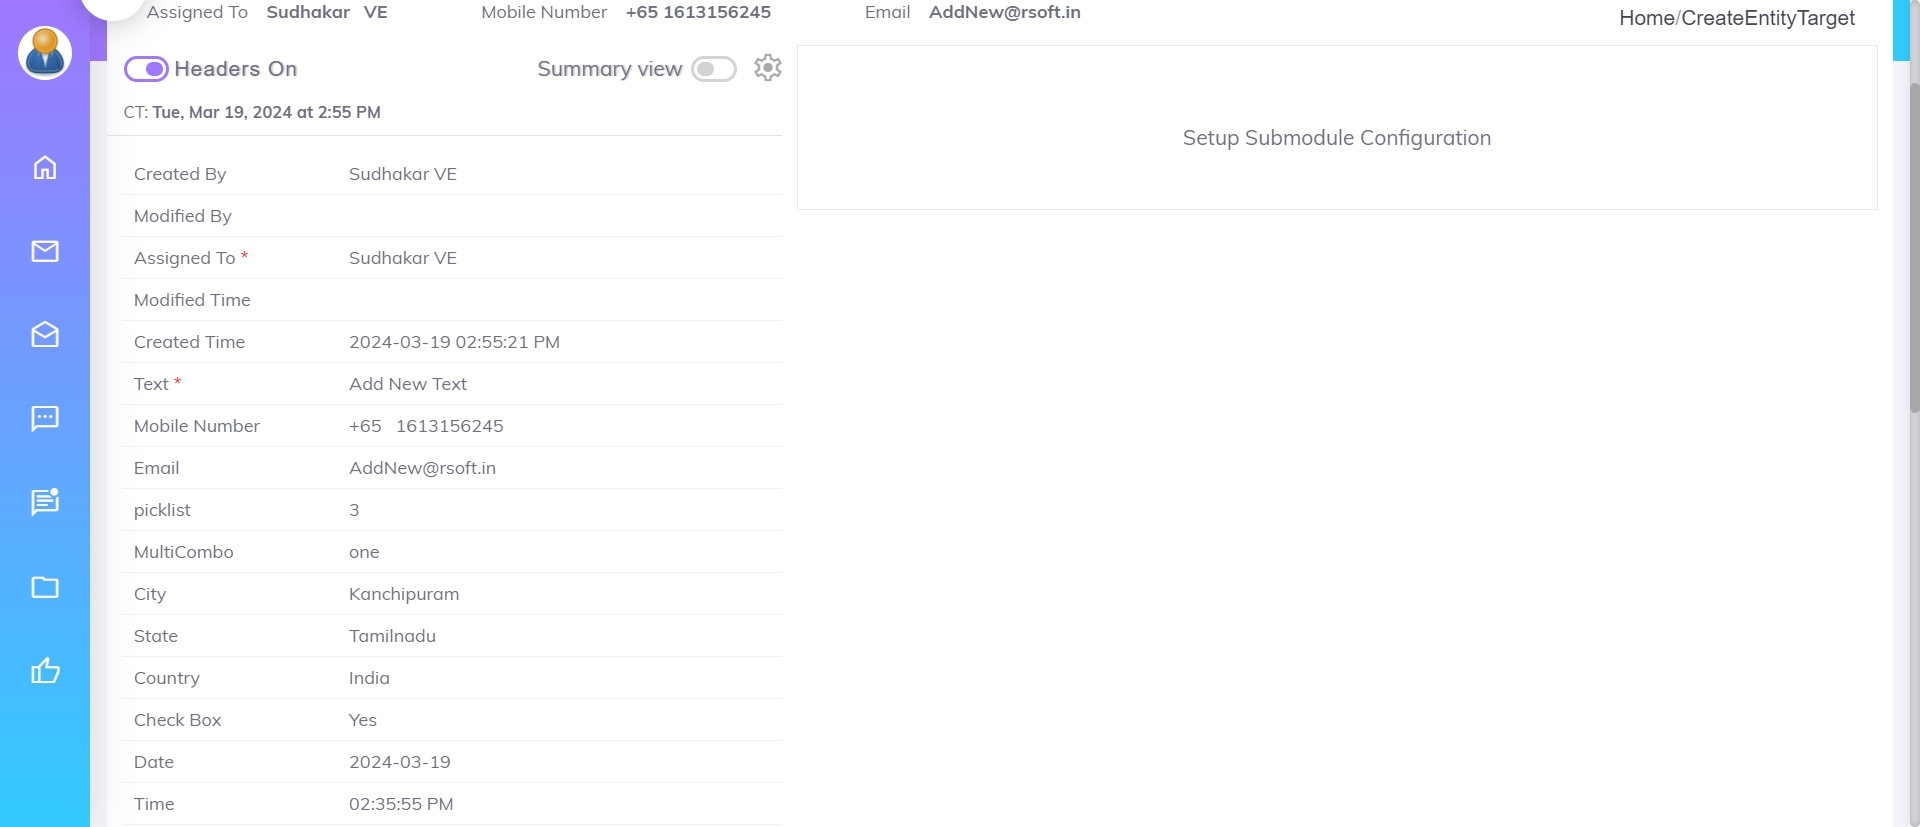 Assigned To Sudhakar VE Mobile Number +65 1613156245 Email AddNew@rsoft.in
Home/CreateEntityTarget
Headers On Summary view
CT: Tue, Mar 19, 2024 at 2:55 PM
Setup Submodule Configuration
Created By Sudhakar VE
Modified By
Assigned To * Sudhakar VE
Modified Time
Created Time 2024-03-19 02:55:21 PM
Text * Add New Text
Mobile Number +65 1613156245
Email AddNew@rsoft.in
picklist 3
MultiCombo one
City Kanchipuram
State Tamilnadu
Country India
Check Box Yes
Date 2024-03-19
Time 02:35:55 PM